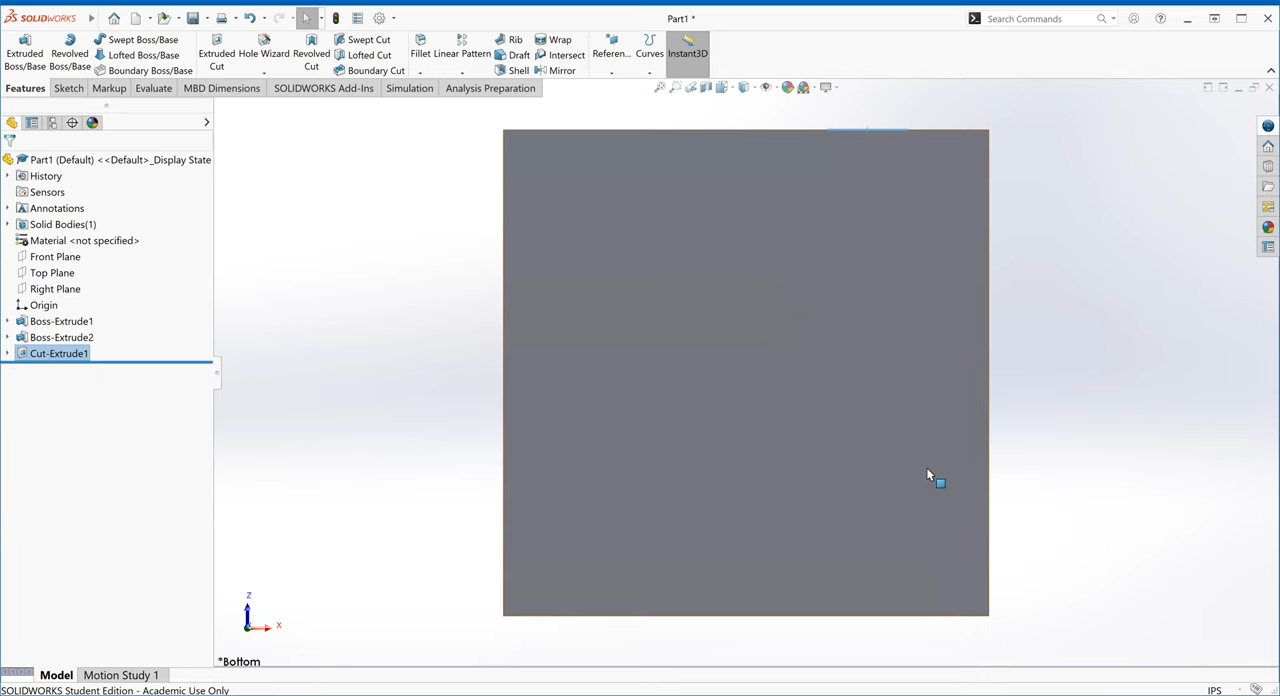 SOLIDWORKS
Part1 *
Search Commands
Extruded Boss/Base
Revolved Boss/Base
Swept Boss/Base
Lofted Boss/Base
Boundary Boss/Base
Extruded Cut
Hole Wizard
Revolved Cut
Swept Cut
Lofted Cut
Boundary Cut
Fillet
Linear Pattern
Rib
Draft
Shell
Wrap
Intersect
Mirror
Referen...
Curves
Instant3D
Features
Sketch
Markup
Evaluate
MBD Dimensions
SOLIDWORKS Add-Ins
Simulation
Analysis Preparation
Part1 (Default) <<Default>_Display State
History
Sensors
Annotations
Solid Bodies(1)
Material <not specified>
Front Plane
Top Plane
Right Plane
Origin
Boss-Extrude1
Boss-Extrude2
Cut-Extrude1
Z
X
*Bottom
Model
Motion Study 1
SOLIDWORKS Student Edition - Academic Use Only
IPS